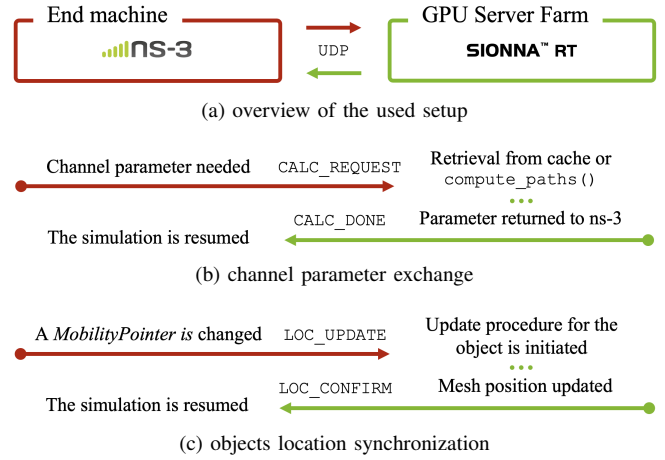 End machine
GPU Server Farm
ns-3
UDP
SIONNA™ RT
(a) overview of the used setup
Channel parameter needed
CALC_REQUEST
Retrieval from cache or
compute_paths()
CALC_DONE
Parameter returned to ns-3
The simulation is resumed
(b) channel parameter exchange
A MobilityPointer is changed
LOC_UPDATE
Update procedure for the
object is initiated
LOC_CONFIRM
Mesh position updated
The simulation is resumed
(c) objects location synchronization